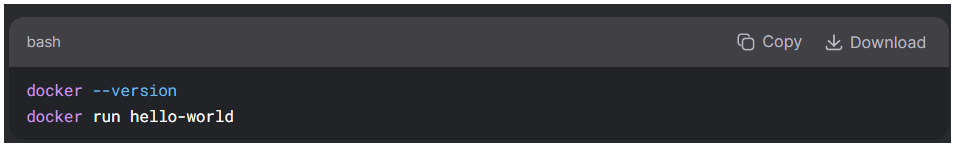 bash
Copy
Download
docker --version
docker run hello-world